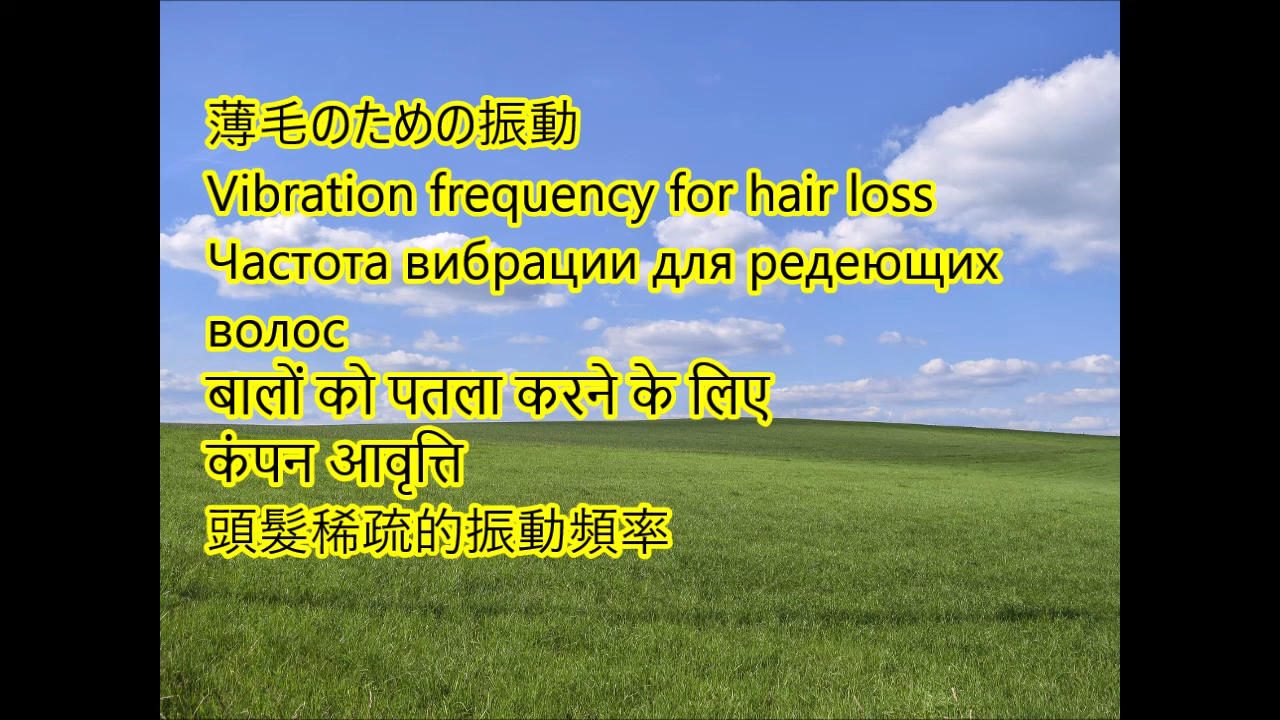 薄毛のための振動
Vibration frequency for hair loss
Частота вибрации для редеющих
волос
बालों को पतला करने के लिए
कंपन आवृत्ति
頭髮稀疏的振動頻率